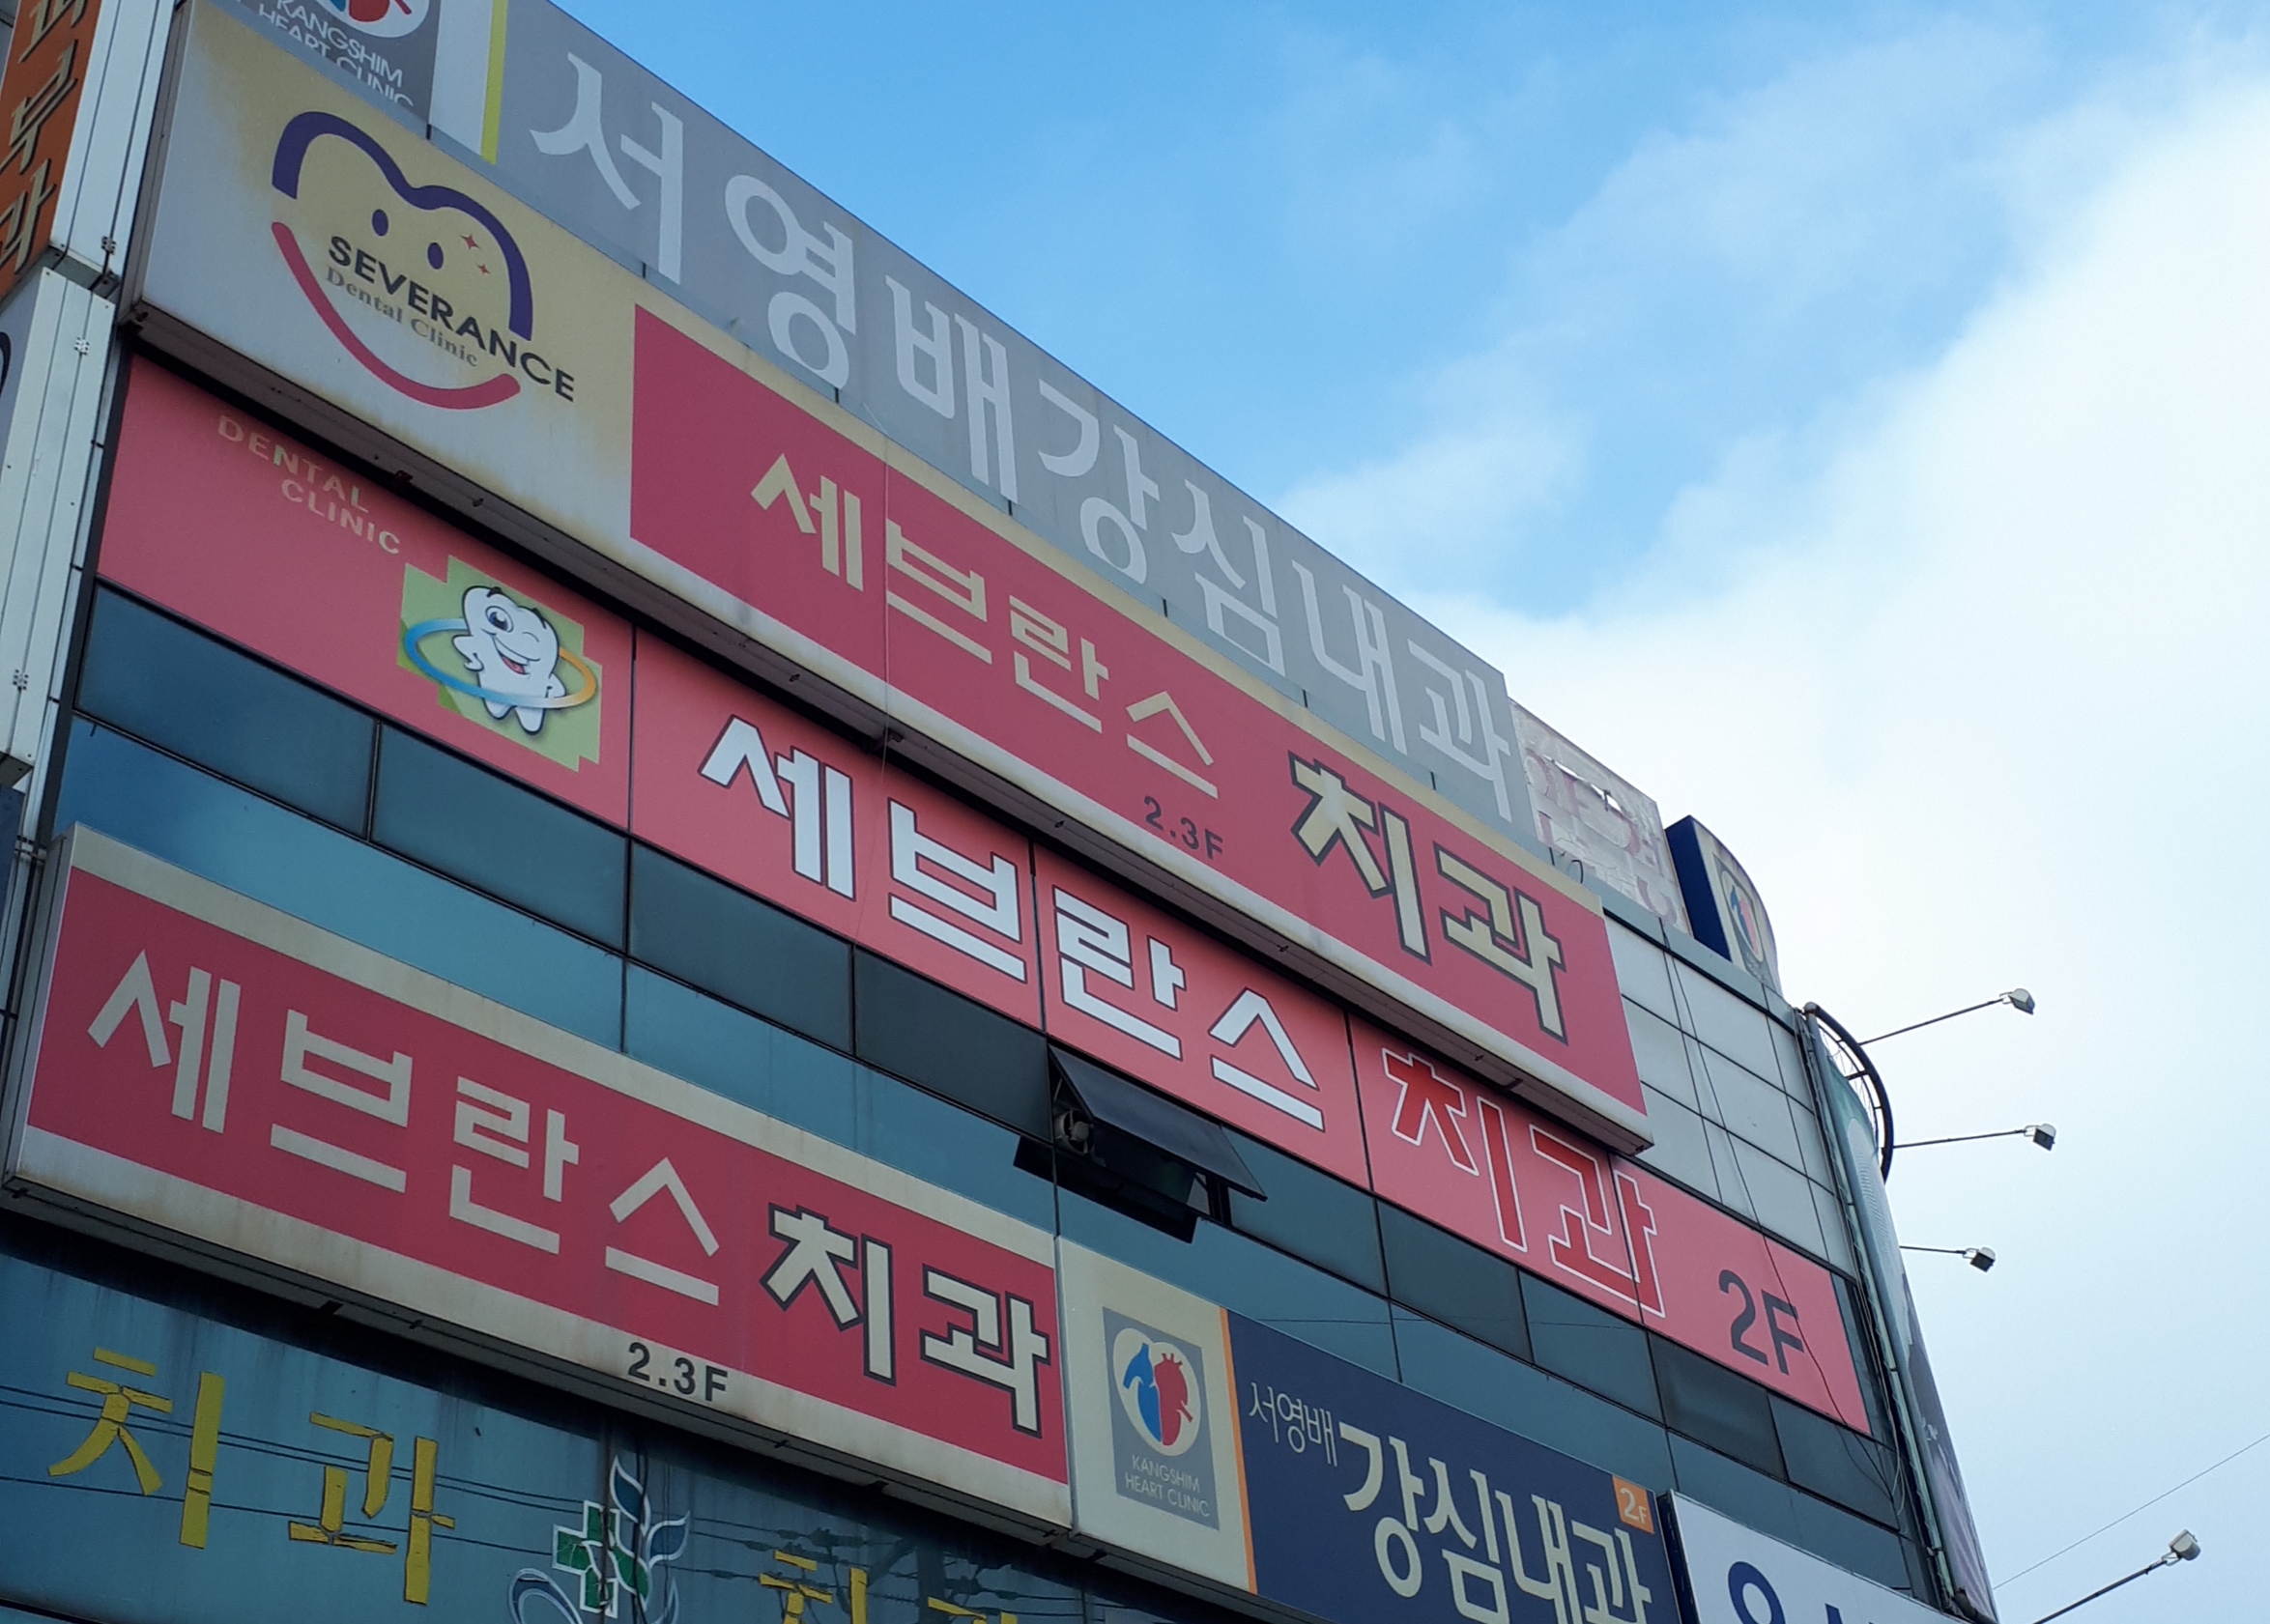 KANGSHIM
HEART CLINIC
서영배강심내과
SEVERANCE
Dental Clinic
세브란스 치과
2.3F
DENTAL
CLINIC
세브란스 치과 2F
세브란스 치과
2.3F
KANGSHIM
HEART CLINIC
서영배 강심내과
2F
치과
치과